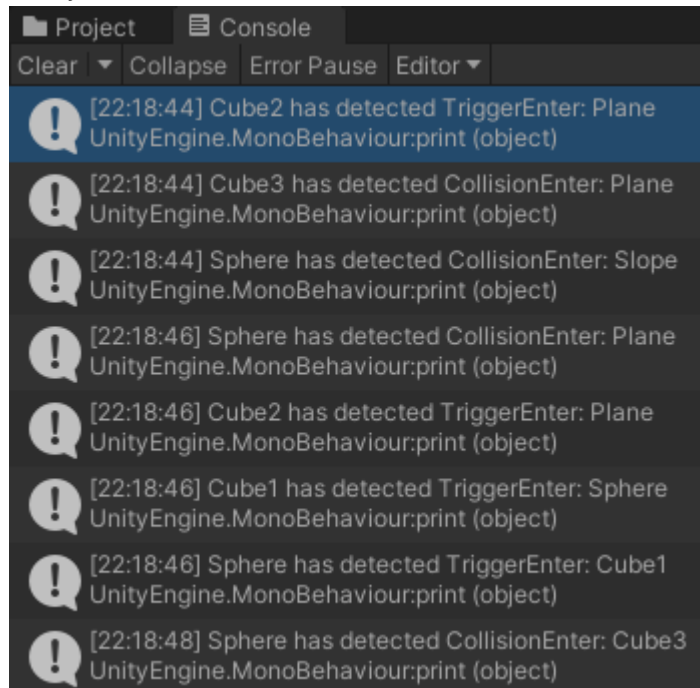 Project Console
Clear Collapse Error Pause Editor
[22:18:44] Cube2 has detected TriggerEnter: Plane
UnityEngine.MonoBehaviour:print (object)
[22:18:44] Cube3 has detected CollisionEnter: Plane
UnityEngine.MonoBehaviour:print (object)
[22:18:44] Sphere has detected CollisionEnter: Slope
UnityEngine.MonoBehaviour:print (object)
[22:18:46] Sphere has detected CollisionEnter: Plane
UnityEngine.MonoBehaviour:print (object)
[22:18:46] Cube2 has detected TriggerEnter: Plane
UnityEngine.MonoBehaviour:print (object)
[22:18:46] Cube1 has detected TriggerEnter: Sphere
UnityEngine.MonoBehaviour:print (object)
[22:18:46] Sphere has detected TriggerEnter: Cube1
UnityEngine.MonoBehaviour:print (object)
[22:18:48] Sphere has detected CollisionEnter: Cube3
UnityEngine.MonoBehaviour:print (object)